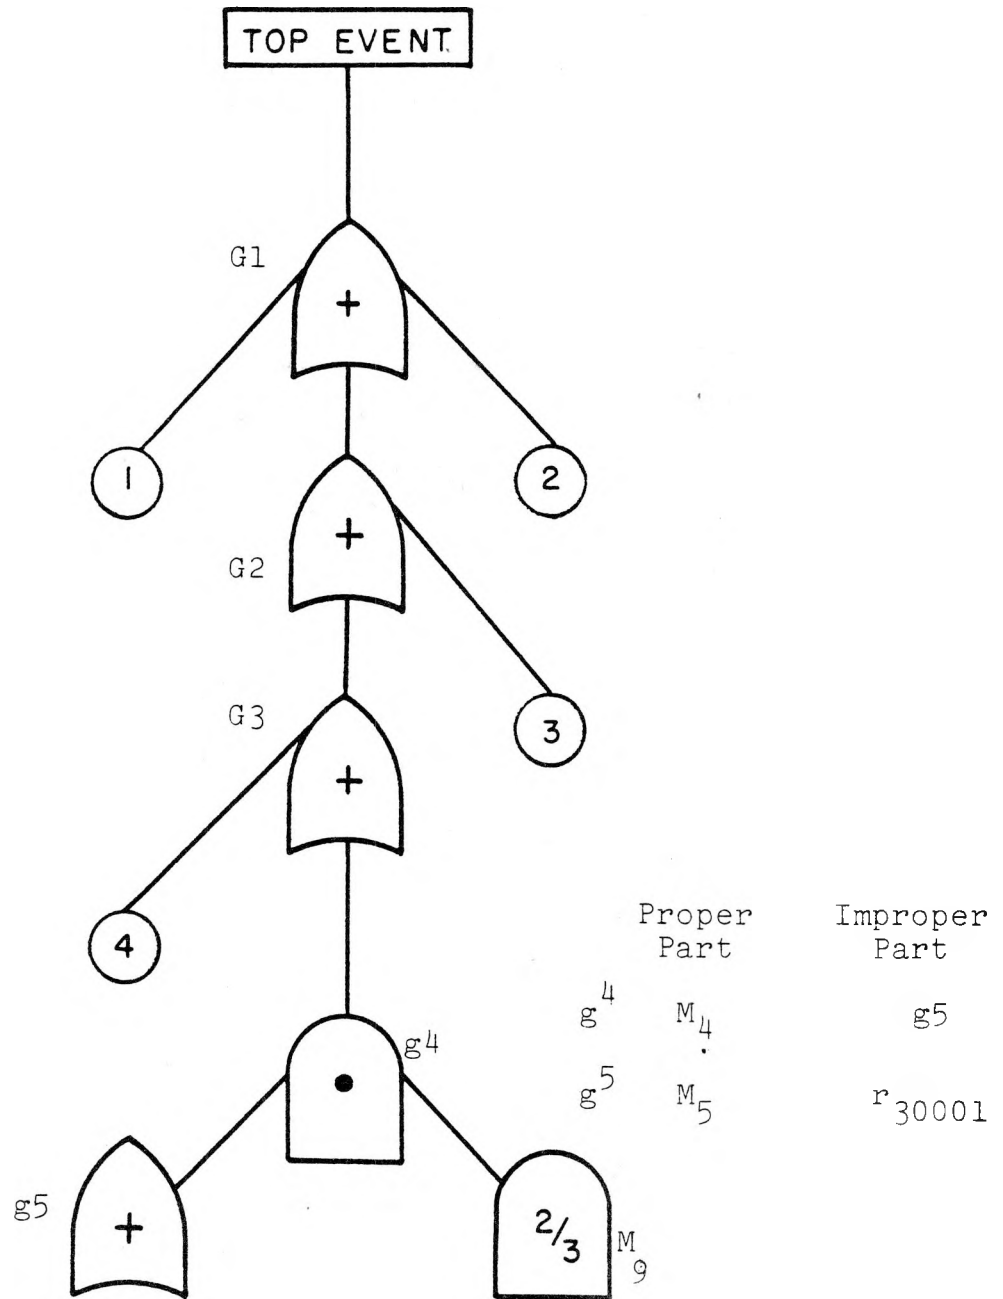 TOP EVENT
G1
+
1
2
+
G2
G3
3
+
4
Proper Improper
Part Part
g4 M4 g5
g4
•
g5 M5 r30001
g5
+
2/3
M9